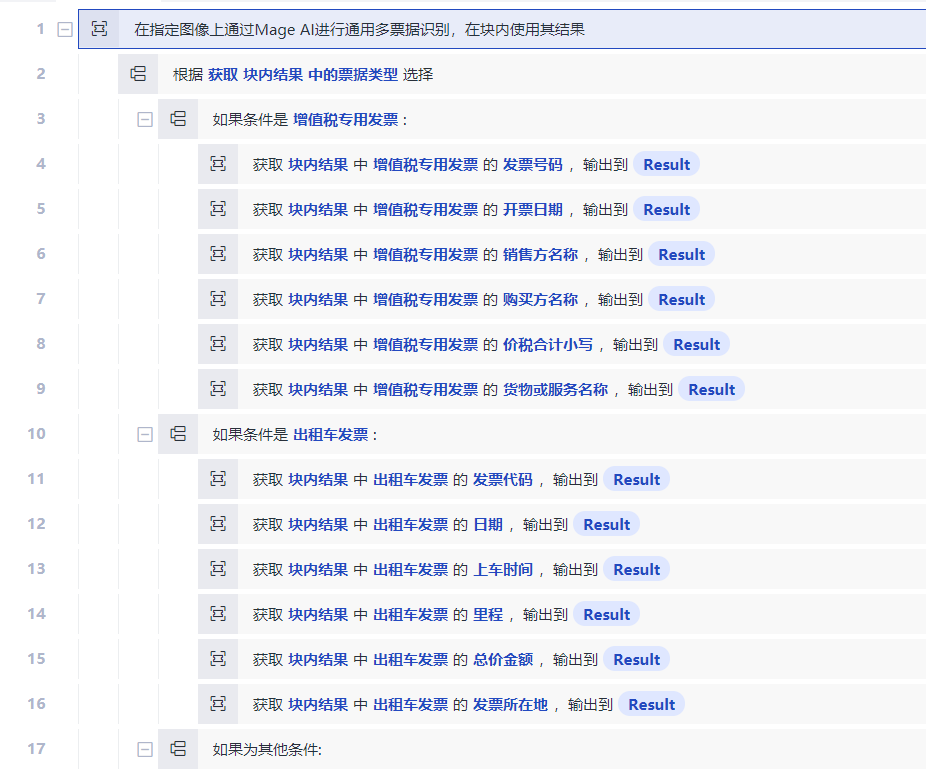 1 在指定图像上通过Mage AI进行通用多票据识别，在块内使用其结果
2 根据 获取 块内结果 中的票据类型 选择
3 如果条件是 增值税专用发票 :
4 获取 块内结果 中 增值税专用发票 的 发票号码 ，输出到 Result
5 获取 块内结果 中 增值税专用发票 的 开票日期 ，输出到 Result
6 获取 块内结果 中 增值税专用发票 的 销售方名称 ，输出到 Result
7 获取 块内结果 中 增值税专用发票 的 购买方名称 ，输出到 Result
8 获取 块内结果 中 增值税专用发票 的 价税合计小写 ，输出到 Result
9 获取 块内结果 中 增值税专用发票 的 货物或服务名称 ，输出到 Result
10 如果条件是 出租车发票 :
11 获取 块内结果 中 出租车发票 的 发票代码 ，输出到 Result
12 获取 块内结果 中 出租车发票 的 日期 ，输出到 Result
13 获取 块内结果 中 出租车发票 的 上车时间 ，输出到 Result
14 获取 块内结果 中 出租车发票 的 里程 ，输出到 Result
15 获取 块内结果 中 出租车发票 的 总价金额 ，输出到 Result
16 获取 块内结果 中 出租车发票 的 发票所在地 ，输出到 Result
17 如果为其他条件: